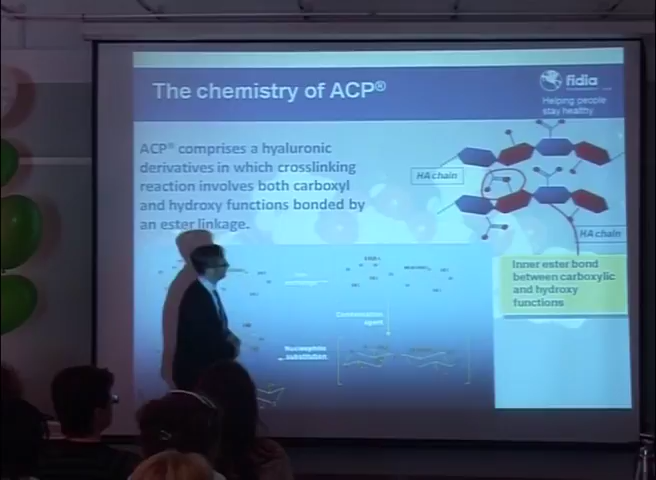 The chemistry of ACP®
fidia
Helping people
stay healthy
ACP® comprises a hyaluronic
derivatives in which crosslinking
reaction involves both carboxyl
and hydroxy functions bonded by
an ester linkage.
HA chain
HA chain
Inner ester bond
between carboxylic
and hydroxy
functions
Condensation
agent
Nucleophilic
substitution